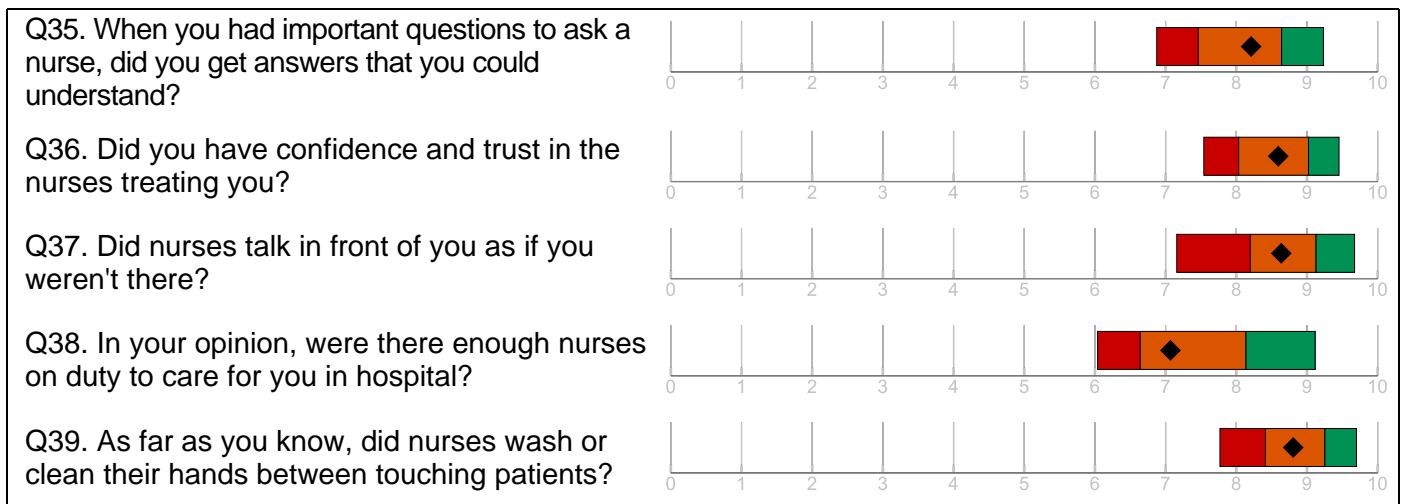 Q35. When you had important questions to ask a
nurse, did you get answers that you could
understand?
0 1 2 3 4 5 6 7 8 9 10
Q36. Did you have confidence and trust in the
nurses treating you?
0 1 2 3 4 5 6 7 8 9 10
Q37. Did nurses talk in front of you as if you
weren't there?
0 1 2 3 4 5 6 7 8 9 10
Q38. In your opinion, were there enough nurses
on duty to care for you in hospital?
0 1 2 3 4 5 6 7 8 9 10
Q39. As far as you know, did nurses wash or
clean their hands between touching patients?
0 1 2 3 4 5 6 7 8 9 10